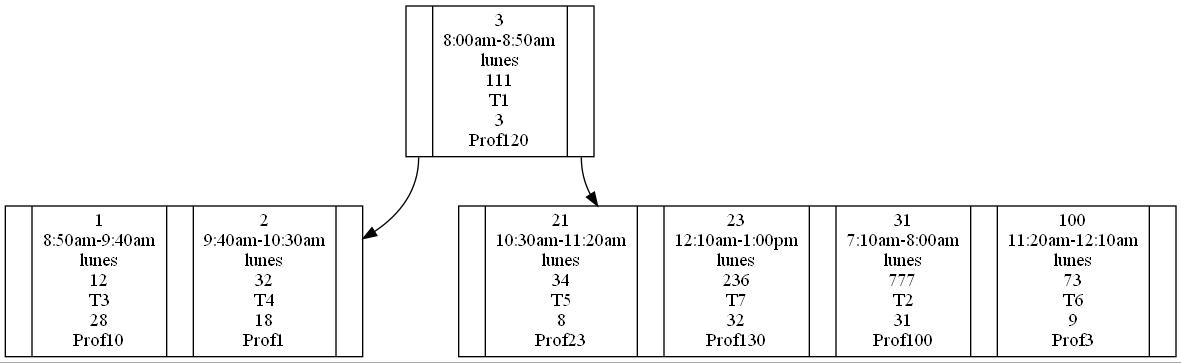 3
8:00am-8:50am
lunes
111
T1
3
Prof120
1
8:50am-9:40am
lunes
12
T3
28
Prof10
2
9:40am-10:30am
lunes
32
T4
18
Prof1
21
10:30am-11:20am
lunes
34
T5
8
Prof23
23
12:10am-1:00pm
lunes
236
T7
32
Prof130
31
7:10am-8:00am
lunes
777
T2
31
Prof100
100
11:20am-12:10am
lunes
73
T6
9
Prof3